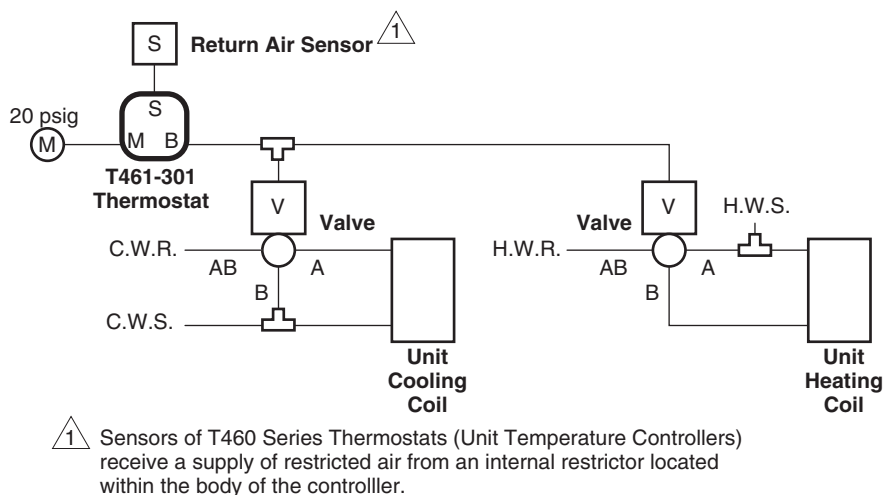 S
Return Air Sensor
1
20 psig
M
S
M B
T461-301
Thermostat
V
Valve
C.W.R.
AB
A
B
C.W.S.
Unit
Cooling
Coil
V
Valve
H.W.S.
H.W.R.
AB
A
B
Unit
Heating
Coil
1 Sensors of T460 Series Thermostats (Unit Temperature Controllers)
receive a supply of restricted air from an internal restrictor located
within the body of the controlller.